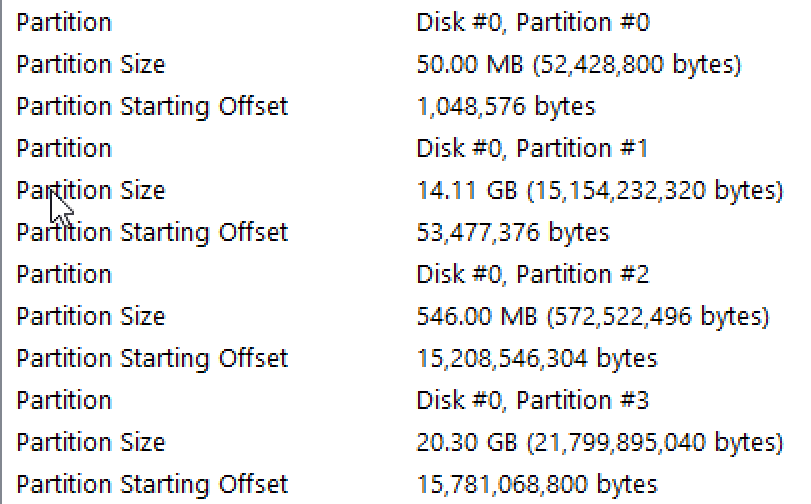 Partition Disk #0, Partition #0
Partition Size 50.00 MB (52,428,800 bytes)
Partition Starting Offset 1,048,576 bytes
Partition Disk #0, Partition #1
Partition Size 14.11 GB (15,154,232,320 bytes)
Partition Starting Offset 53,477,376 bytes
Partition Disk #0, Partition #2
Partition Size 546.00 MB (572,522,496 bytes)
Partition Starting Offset 15,208,546,304 bytes
Partition Disk #0, Partition #3
Partition Size 20.30 GB (21,799,895,040 bytes)
Partition Starting Offset 15,781,068,800 bytes